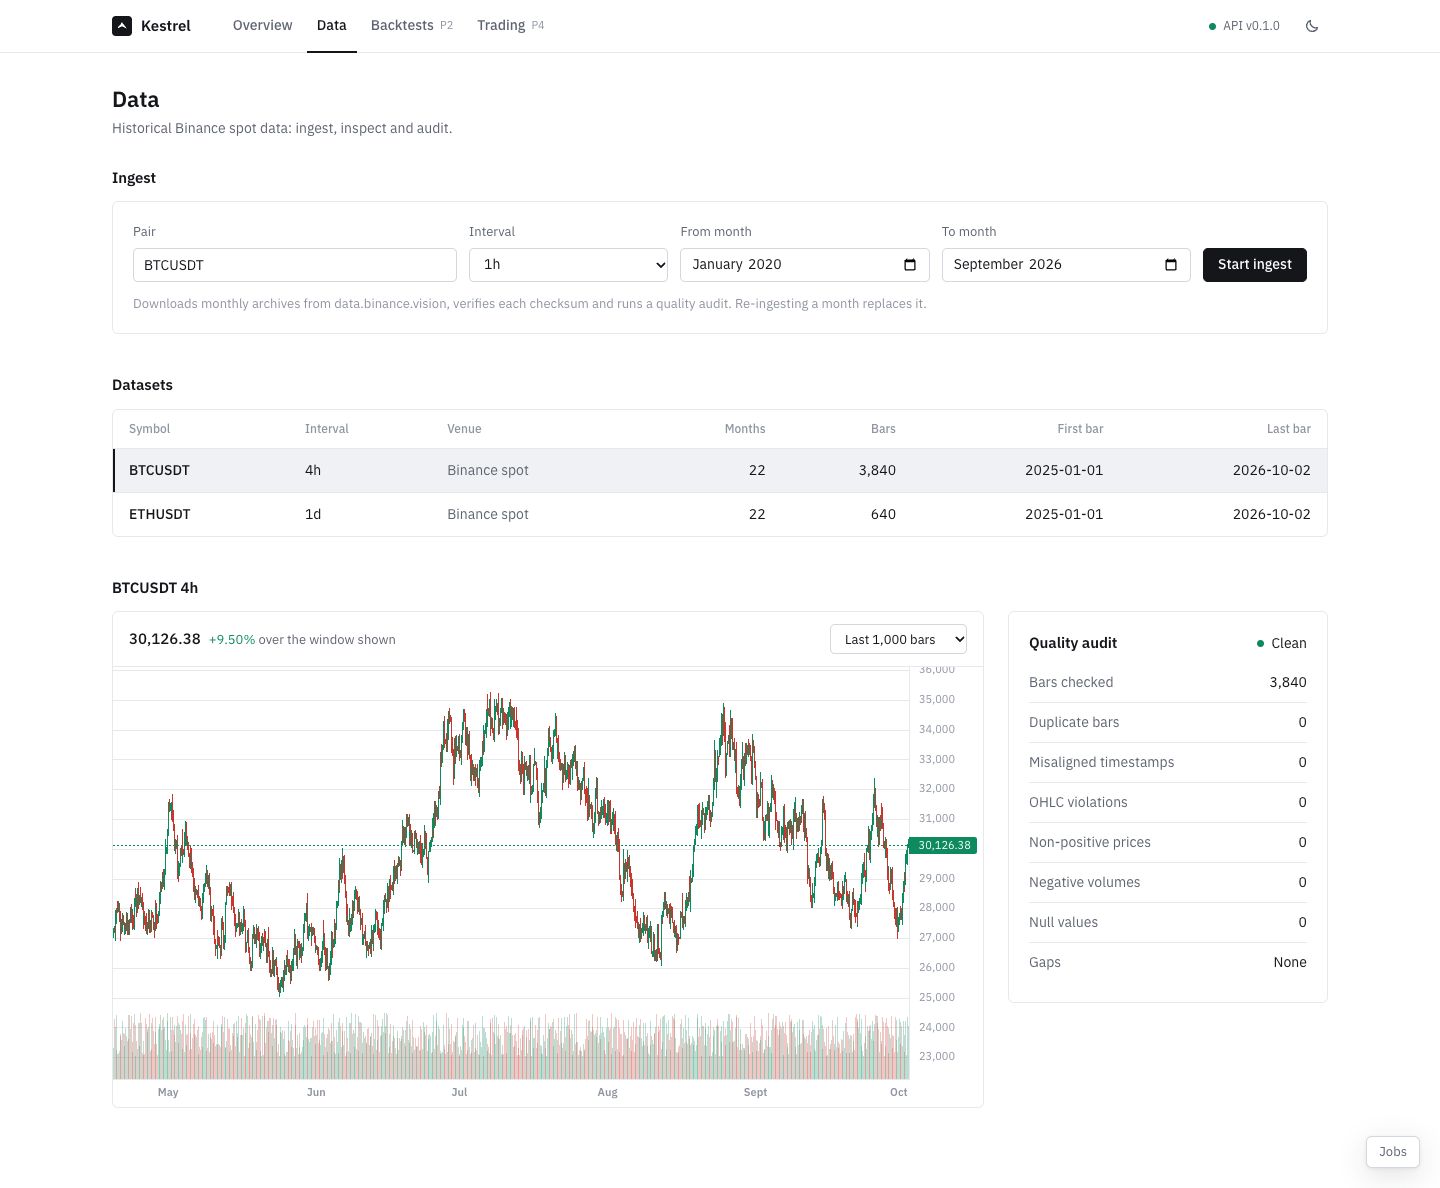 Kestrel Overview Data Backtests P2 Trading P4 API v0.1.0
Data
Historical Binance spot data: ingest, inspect and audit.
Ingest
Pair Interval From month To month
BTCUSDT 1h January 2020 September 2026 Start ingest
Downloads monthly archives from data.binance.vision, verifies each checksum and runs a quality audit. Re-ingesting a month replaces it.
Datasets
Symbol Interval Venue Months Bars First bar Last bar
BTCUSDT 4h Binance spot 22 3,840 2025-01-01 2026-10-02
ETHUSDT 1d Binance spot 22 640 2025-01-01 2026-10-02
BTCUSDT 4h
30,126.38 +9.50% over the window shown Last 1,000 bars
36,000
35,000
34,000
33,000
32,000
31,000
30,126.38
29,000
28,000
27,000
26,000
25,000
24,000
23,000
May Jun Jul Aug Sept Oct
Quality audit Clean
Bars checked 3,840
Duplicate bars 0
Misaligned timestamps 0
OHLC violations 0
Non-positive prices 0
Negative volumes 0
Null values 0
Gaps None
Jobs